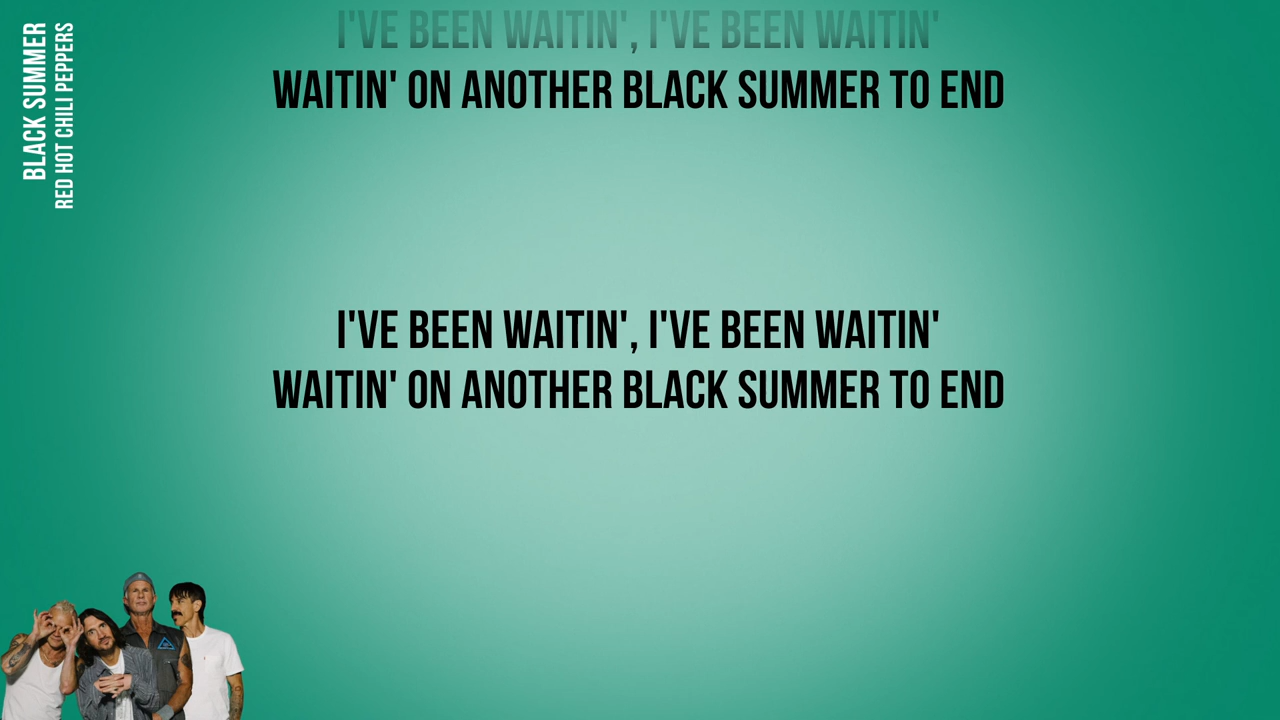 BLACK SUMMER
RED HOT CHILI PEPPERS
I'VE BEEN WAITIN', I'VE BEEN WAITIN'
WAITIN' ON ANOTHER BLACK SUMMER TO END
I'VE BEEN WAITIN', I'VE BEEN WAITIN'
WAITIN' ON ANOTHER BLACK SUMMER TO END